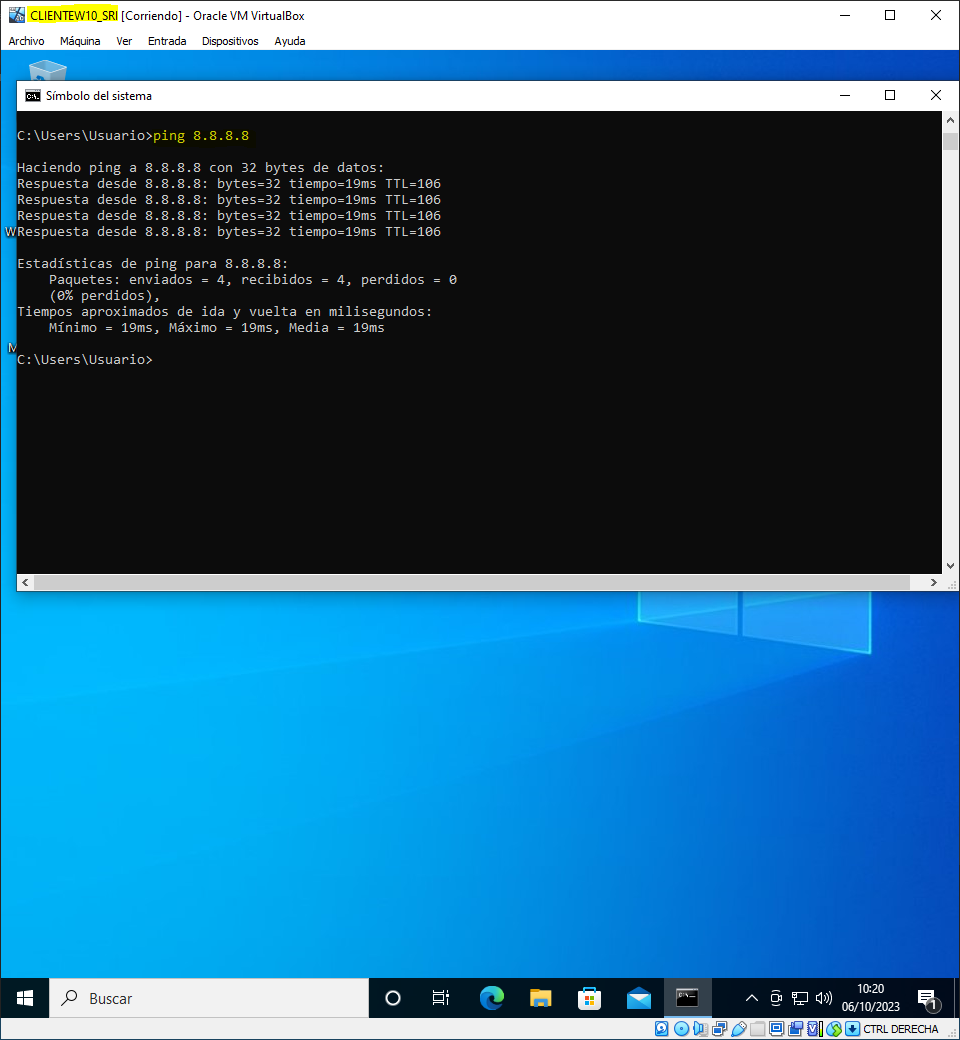 CLIENTEW10_SRI [Corriendo] - Oracle VM VirtualBox
Archivo Máquina Ver Entrada Dispositivos Ayuda
Símbolo del sistema
C:\Users\Usuario>ping 8.8.8.8
Haciendo ping a 8.8.8.8 con 32 bytes de datos:
Respuesta desde 8.8.8.8: bytes=32 tiempo=19ms TTL=106
Respuesta desde 8.8.8.8: bytes=32 tiempo=19ms TTL=106
Respuesta desde 8.8.8.8: bytes=32 tiempo=19ms TTL=106
Respuesta desde 8.8.8.8: bytes=32 tiempo=19ms TTL=106
Estadísticas de ping para 8.8.8.8:
Paquetes: enviados = 4, recibidos = 4, perdidos = 0
(0% perdidos),
Tiempos aproximados de ida y vuelta en milisegundos:
Mínimo = 19ms, Máximo = 19ms, Media = 19ms
C:\Users\Usuario>
Buscar
10:20
06/10/2023
1
CTRL DERECHA